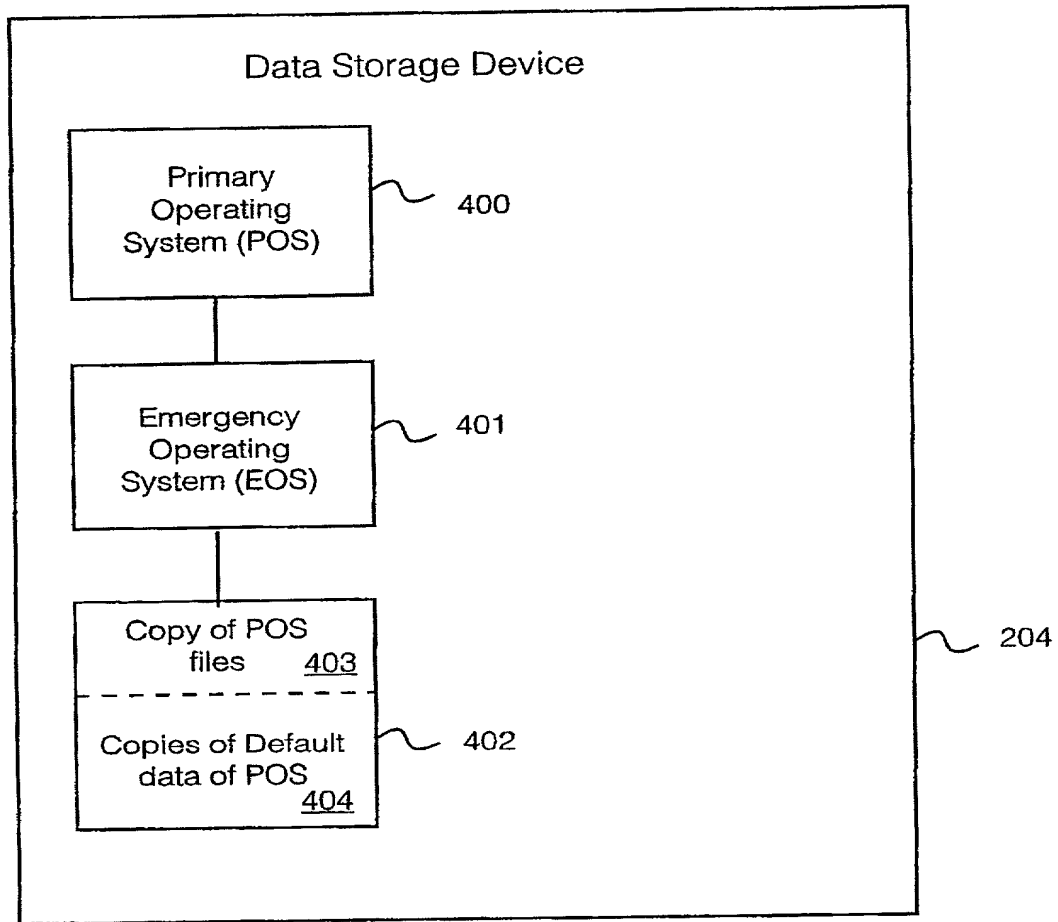 Data Storage Device
Primary
Operating
System (POS)
400
Emergency
Operating
System (EOS)
401
Copy of POS
files 403
204
Copies of Default
data of POS
404
402